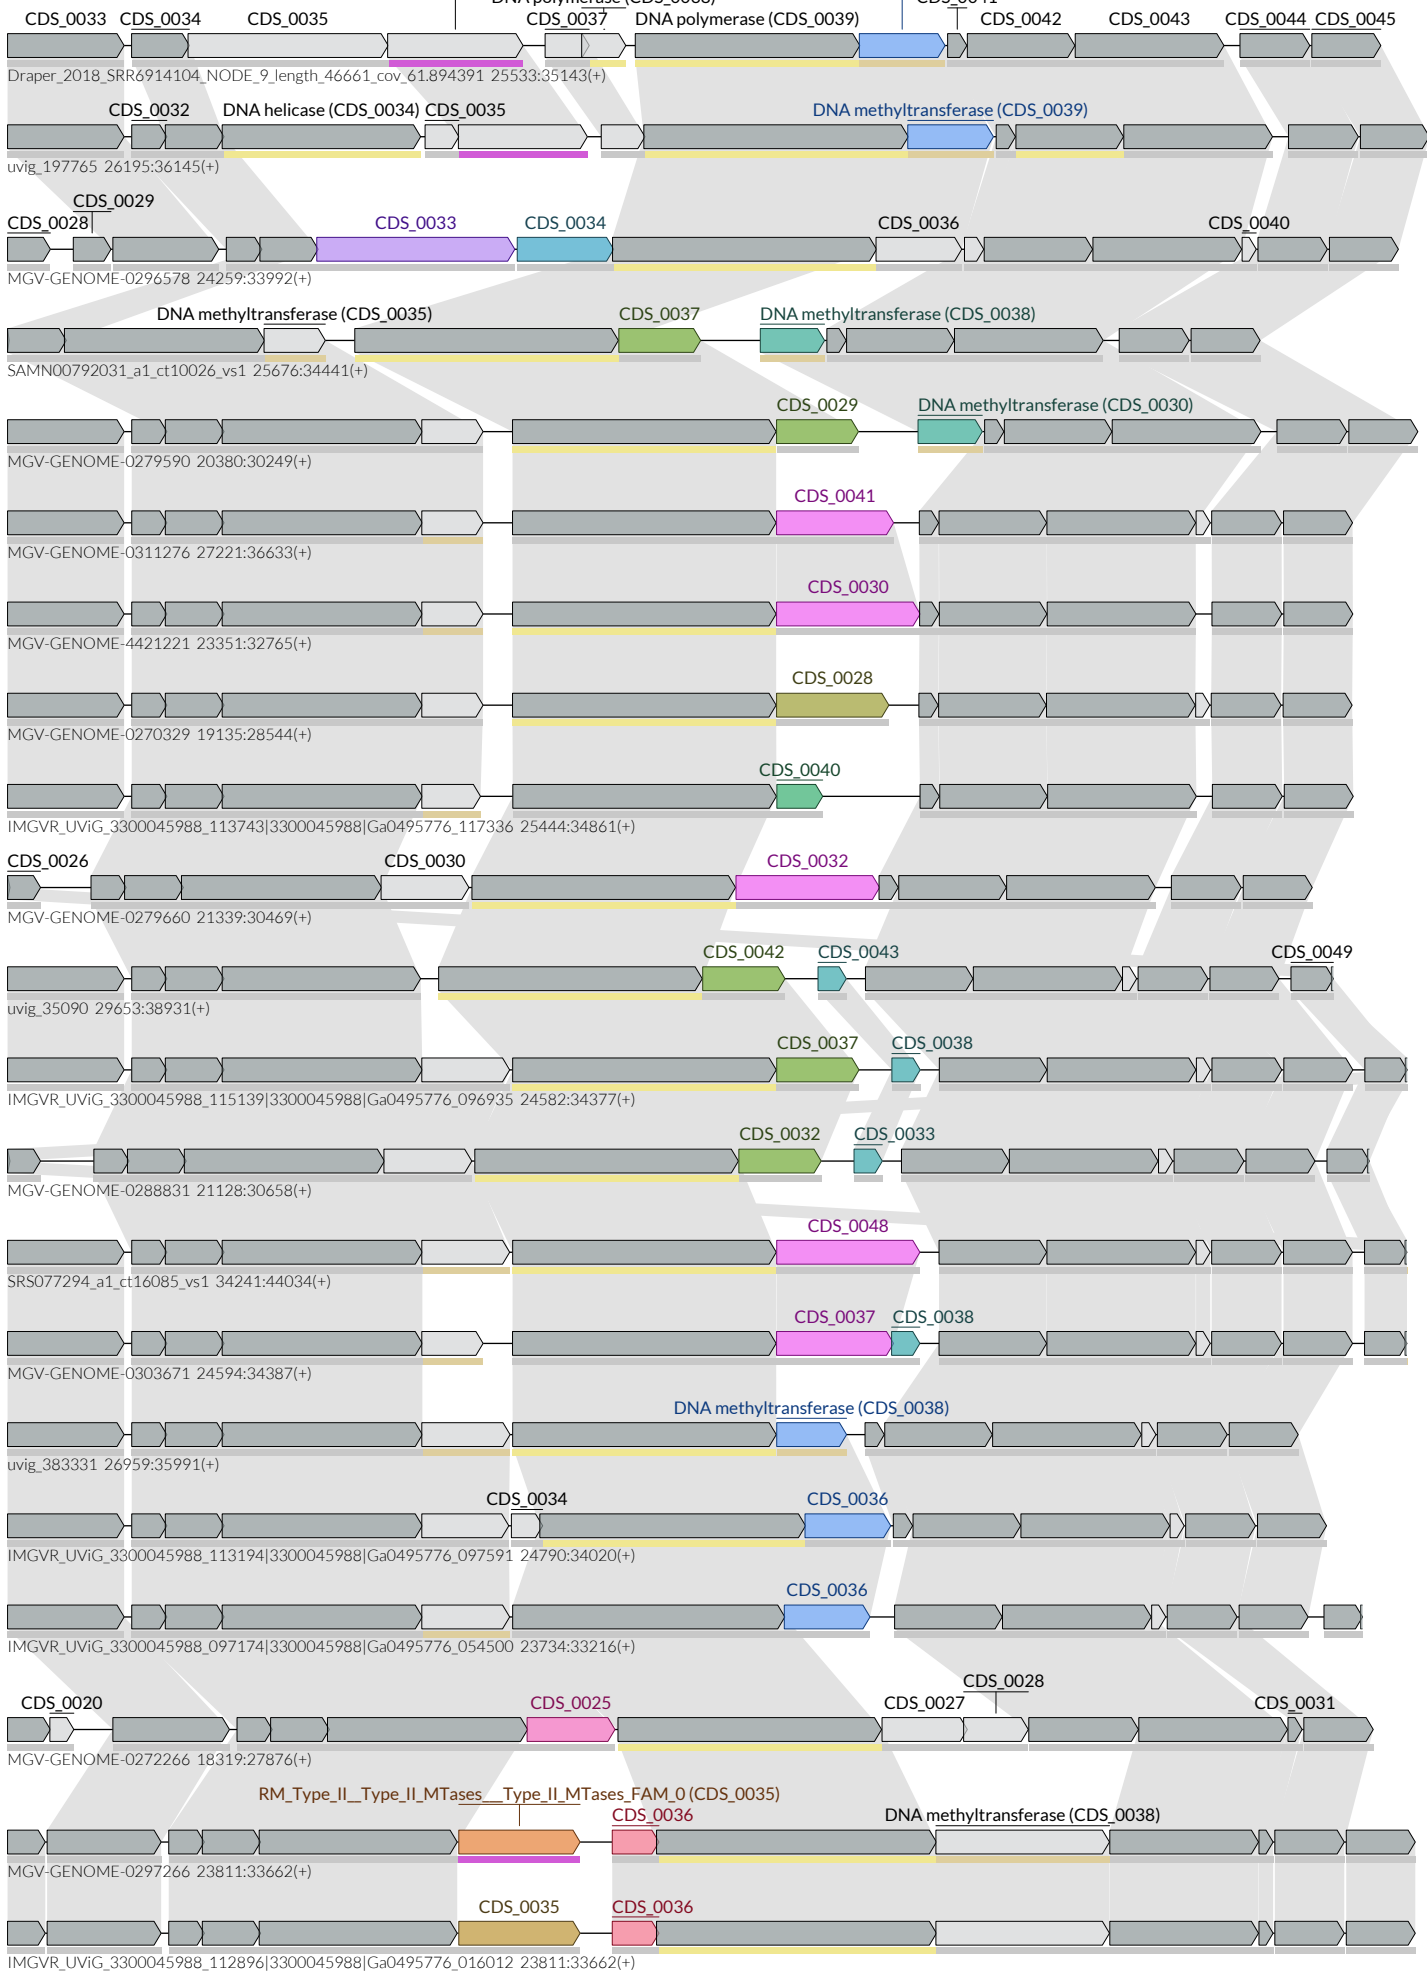 DNA polymerase (CDS_0038)
CDS_0041
CDS_0033 CDS_0034 CDS_0035 CDS_0037 DNA polymerase (CDS_0039) CDS_0042 CDS_0043 CDS_0044 CDS_0045
Draper_2018_SRR6914104_NODE_9_length_46661_cov_61.894391 25533:35143(+)
CDS_0032 DNA helicase (CDS_0034) CDS_0035 DNA methyltransferase (CDS_0039)
uvig_197765 26195:36145(+)
CDS_0029
CDS_0028 CDS_0033 CDS_0034 CDS_0036 CDS_0040
MGV-GENOME-0296578 24259:33992(+)
DNA methyltransferase (CDS_0035) CDS_0037 DNA methyltransferase (CDS_0038)
SAMN00792031_a1_ct10026_vs1 25676:34441(+)
CDS_0029 DNA methyltransferase (CDS_0030)
MGV-GENOME-0279590 20380:30249(+)
CDS_0041
MGV-GENOME-0311276 27221:36633(+)
CDS_0030
MGV-GENOME-4421221 23351:32765(+)
CDS_0028
MGV-GENOME-0270329 19135:28544(+)
CDS_0040
IMGVR_UViG_3300045988_113743|3300045988|Ga0495776_117336 25444:34861(+)
CDS_0026 CDS_0030 CDS_0032
MGV-GENOME-0279660 21339:30469(+)
CDS_0042 CDS_0043 CDS_0049
uvig_35090 29653:38931(+)
CDS_0037 CDS_0038
IMGVR_UViG_3300045988_115139|3300045988|Ga0495776_096935 24582:34377(+)
CDS_0032 CDS_0033
MGV-GENOME-0288831 21128:30658(+)
CDS_0048
SRS077294_a1_ct16085_vs1 34241:44034(+)
CDS_0037 CDS_0038
MGV-GENOME-0303671 24594:34387(+)
DNA methyltransferase (CDS_0038)
uvig_383331 26959:35991(+)
CDS_0034 CDS_0036
IMGVR_UViG_3300045988_113194|3300045988|Ga0495776_097591 24790:34020(+)
CDS_0036
IMGVR_UViG_3300045988_097174|3300045988|Ga0495776_054500 23734:33216(+)
CDS_0028
CDS_0020 CDS_0025 CDS_0027 CDS_0031
MGV-GENOME-0272266 18319:27876(+)
RM_Type_II__Type_II_MTases___Type_II_MTases_FAM_0 (CDS_0035)
CDS_0036 DNA methyltransferase (CDS_0038)
MGV-GENOME-0297266 23811:33662(+)
CDS_0035 CDS_0036
IMGVR_UViG_3300045988_112896|3300045988|Ga0495776_016012 23811:33662(+)